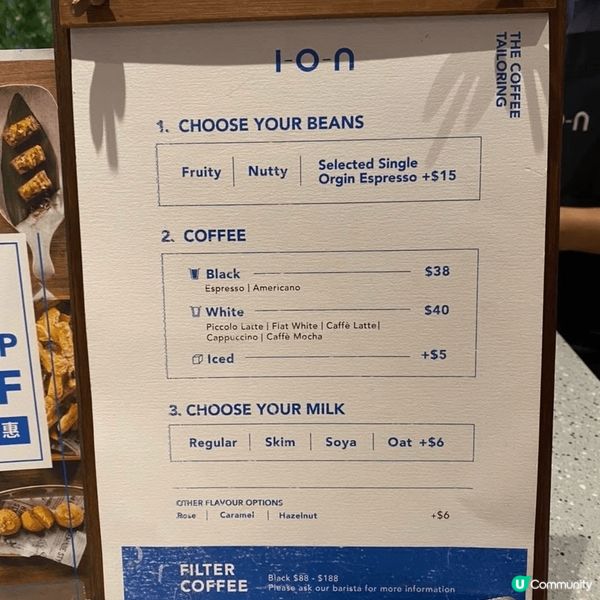 I-O-N
THE COFFEE
TAILORING
1. CHOOSE YOUR BEANS
Fruity | Nutty | Selected Single
Orgin Espresso +$15
2. COFFEE
Black $38
Espresso | Americano
White $40
Piccolo Latte | Flat White | Caffè Latte|
Cappuccino | Caffè Mocha
Iced +$5
3. CHOOSE YOUR MILK
Regular | Skim | Soya | Oat +$6
OTHER FLAVOUR OPTIONS
Rose | Caramel | Hazelnut +$6
FILTER
COFFEE
Black $88 - $188
Please ask our barista for more information
P
F
惠
-n
U Community